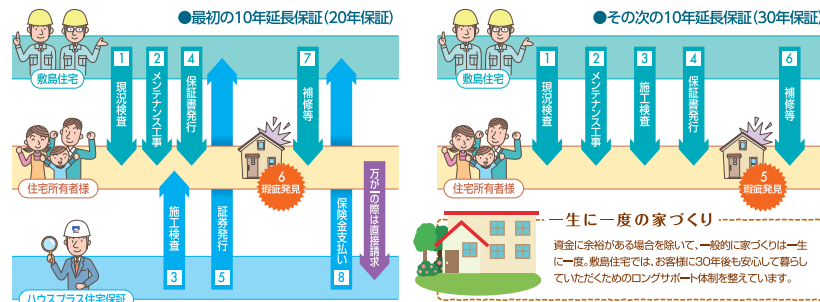 ●最初の10年延長保証(20年保証)
敷島住宅
1 現況検査
2 メンテナンス工事
4 保証書発行
7 補修等
住宅所有者様
6
瑕疵発見
万が一の際は直接請求
施工検査 3
証券発行 5
保険金支払い 8
ハウスプラス住宅保証
●その次の10年延長保証(30年保証)
敷島住宅
1 現況検査
2 メンテナンス工事
3 施工検査
4 保証書発行
6 補修等
住宅所有者様
5
瑕疵発見
一生に一度の家づくり
資金に余裕がある場合を除いて、一般的に家づくりは一生
に一度。敷島住宅では、お客様に30年後も安心して暮らし
ていただくためのロングサポート体制を整えています。